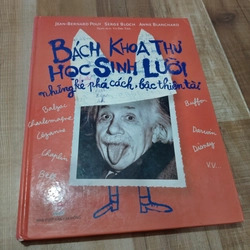 JEAN-BERNARD POUY SERGE BLOCH ANNE BLANCHARD
BÁCH KHOA THƯ
HỌC SINH LƯỜI
những kẻ phá cách, bậc thiên tài
Balzac
Charlemagne
Cézanne
Chaplin
Buffon
Darwin
Disney
v.v...